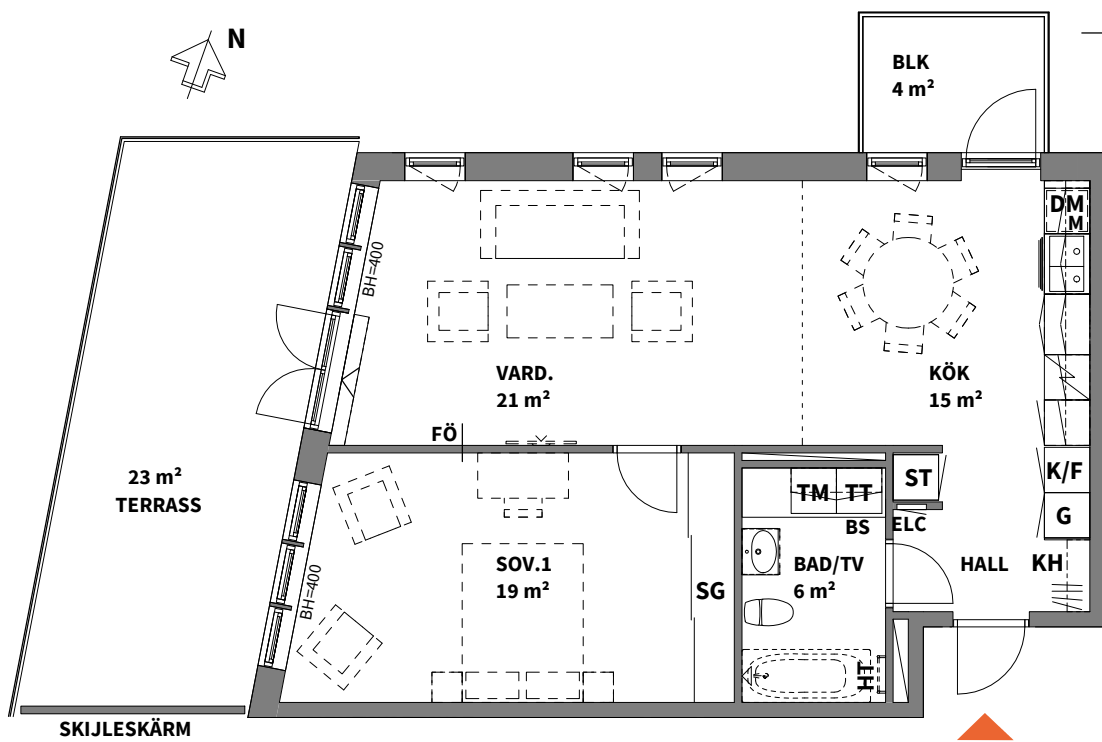 N
BLK
4 m²
DM
M
BH=400
VARD.
21 m²
KÖK
15 m²
FÖ
23 m²
TERRASS
TM
TT
BS
ST
ELC
K/F
G
BH=400
SOV.1
19 m²
SG
BAD/TV
6 m²
HALL
KH
HT
SKIJLESKÄRM